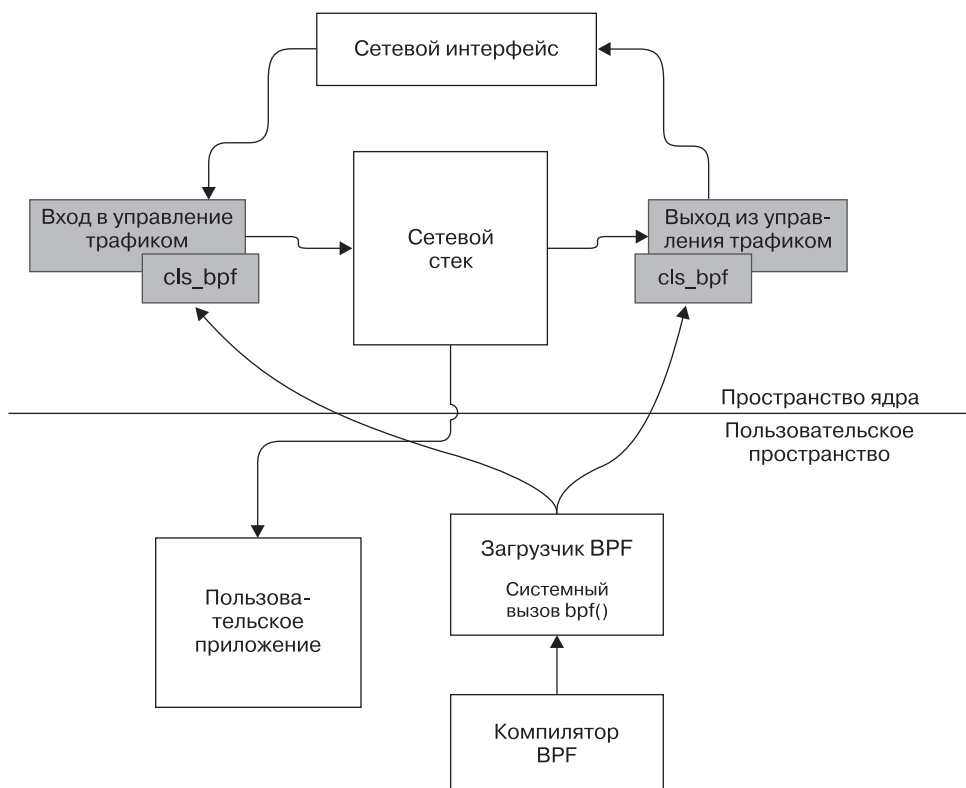 Сетевой интерфейс
Вход в управление
трафиком
cls_bpf
Сетевой
стек
Выход из управ-
ления трафиком
cls_bpf
Пространство ядра
Пользовательское
пространство
Пользова-
тельское
приложение
Загрузчик BPF
Системный
вызов bpf()
Компилятор
BPF